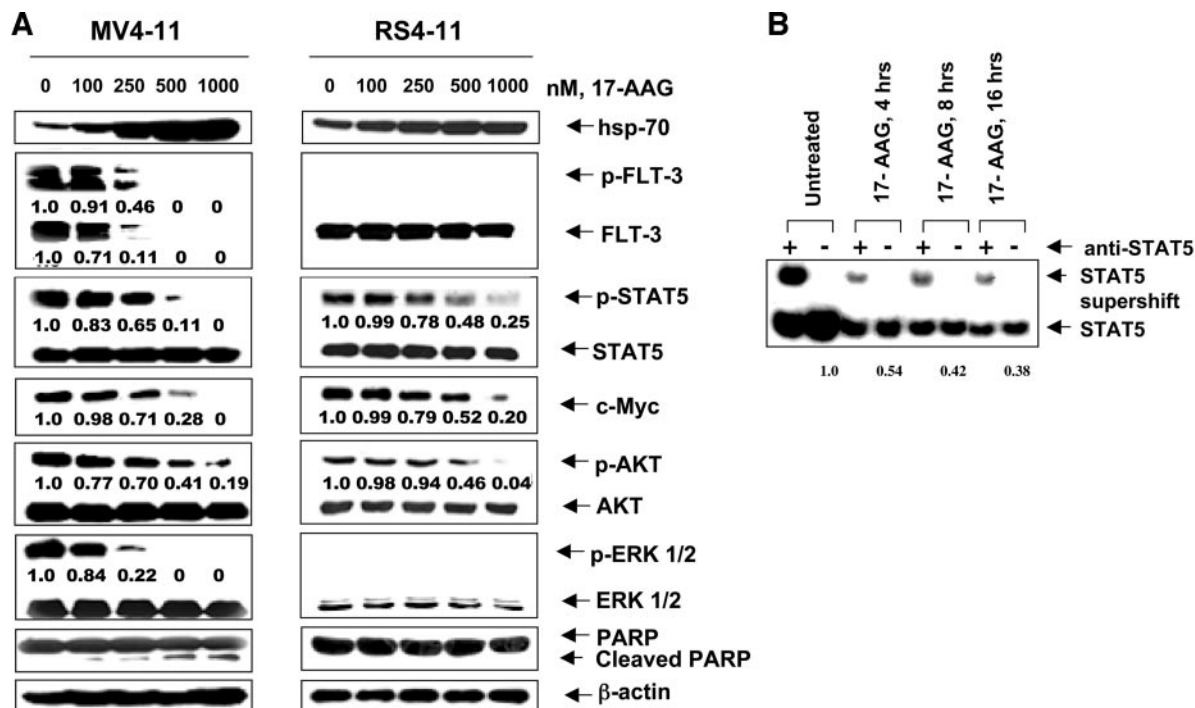 A
MV4-11
RS4-11
0 100 250 500 1000
0 100 250 500 1000
nM, 17-AAG
hsp-70
p-FLT-3
1.0 0.91 0.46 0 0
FLT-3
1.0 0.71 0.11 0 0
p-STAT5
1.0 0.83 0.65 0.11 0
1.0 0.99 0.78 0.48 0.25
STAT5
c-Myc
1.0 0.98 0.71 0.28 0
1.0 0.99 0.79 0.52 0.20
p-AKT
1.0 0.77 0.70 0.41 0.19
1.0 0.98 0.94 0.46 0.04
AKT
p-ERK 1/2
1.0 0.84 0.22 0 0
ERK 1/2
PARP
Cleaved PARP
β-actin
B
Untreated
17- AAG, 4 hrs
17- AAG, 8 hrs
17- AAG, 16 hrs
+ - + - + - + -
anti-STAT5
STAT5
supershift
STAT5
1.0 0.54 0.42 0.38